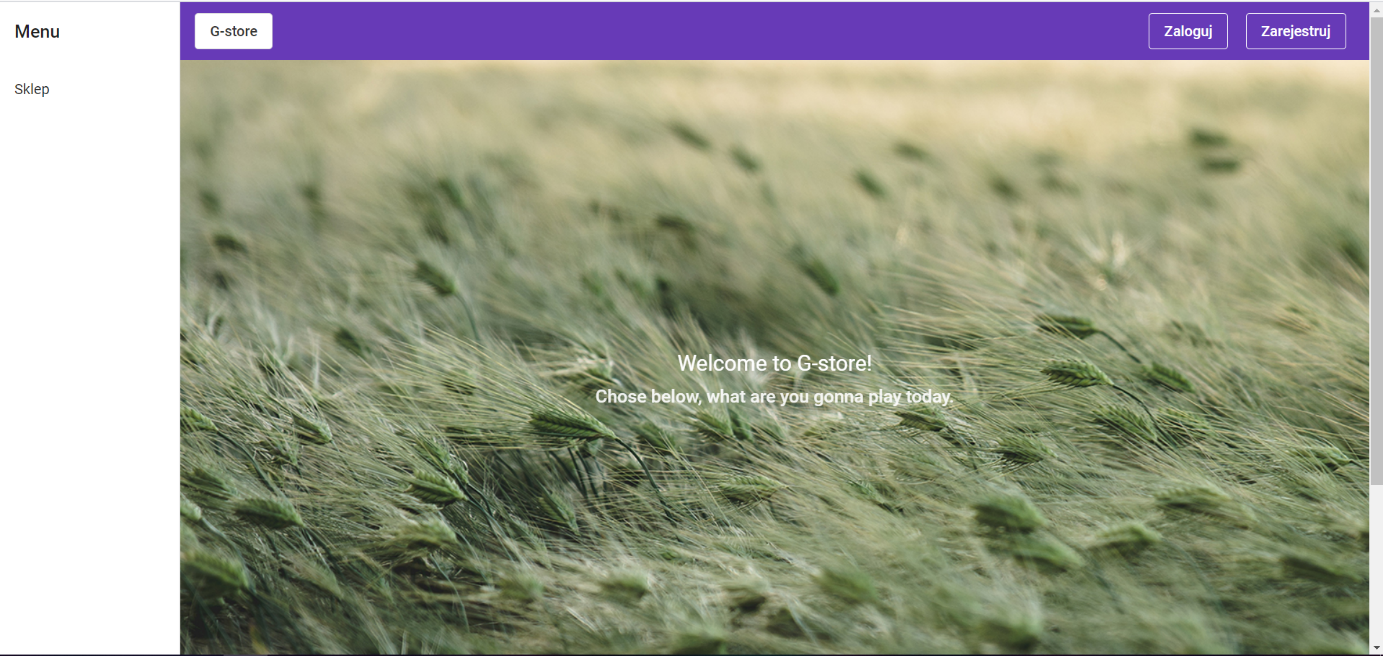 Menu
G-store
Zaloguj
Zarejestruj
Sklep
Welcome to G-store!
Chose below, what are you gonna play today.